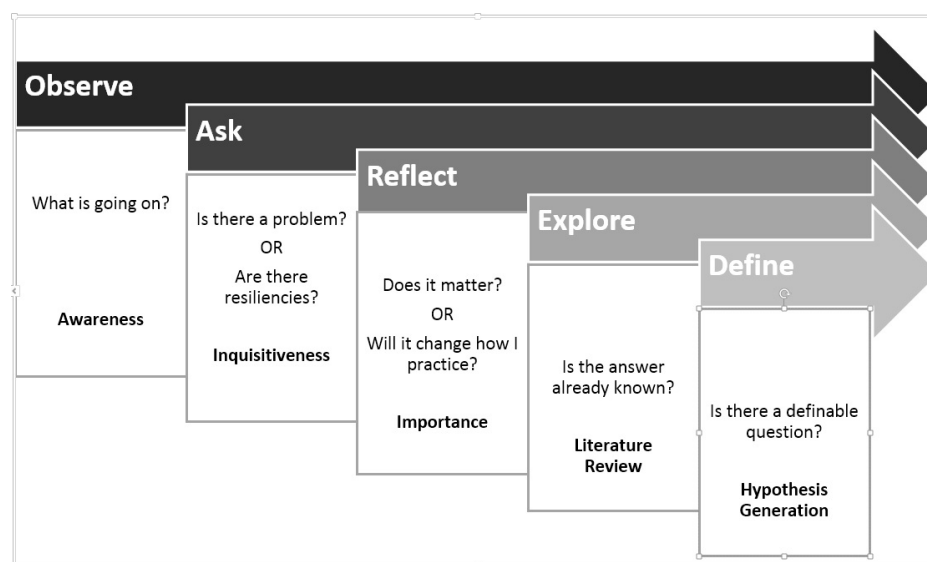 Observe
What is going on?
Awareness
Ask
Is there a problem?
OR
Are there
resiliencies?
Inquisitiveness
Reflect
Does it matter?
OR
Will it change how I
practice?
Importance
Explore
Is the answer
already known?
Literature
Review
Define
Is there a definable
question?
Hypothesis
Generation